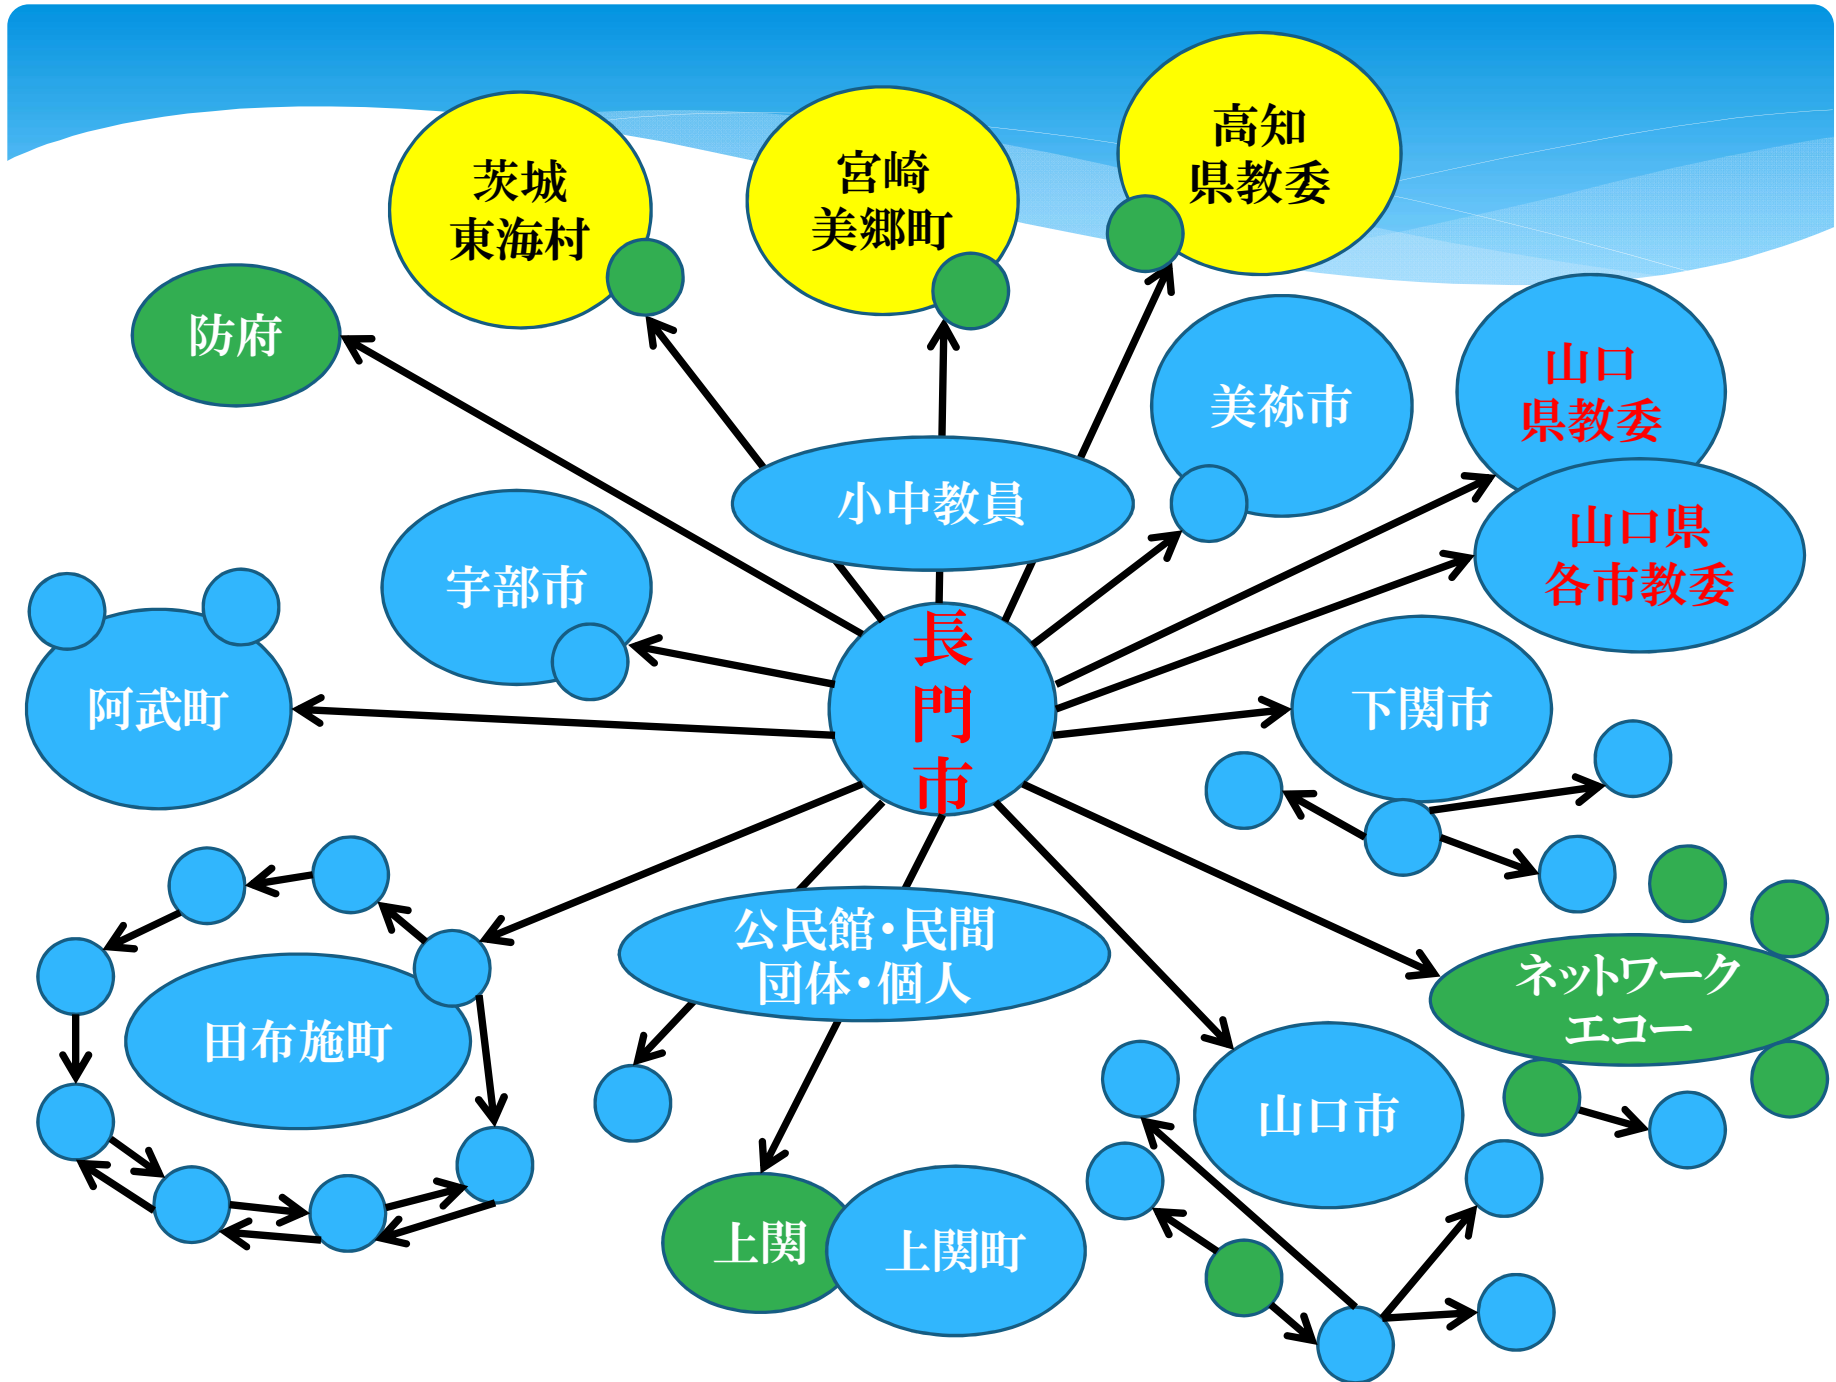 高知
県教委
茨城
東海村
宮崎
美郷町
防府
美祢市
山口
県教委
小中教員
山口県
各市教委
宇部市
阿武町
長
門
市
下関市
公民館・民間
団体・個人
ネットワーク
エコー
田布施町
山口市
上関
上関町